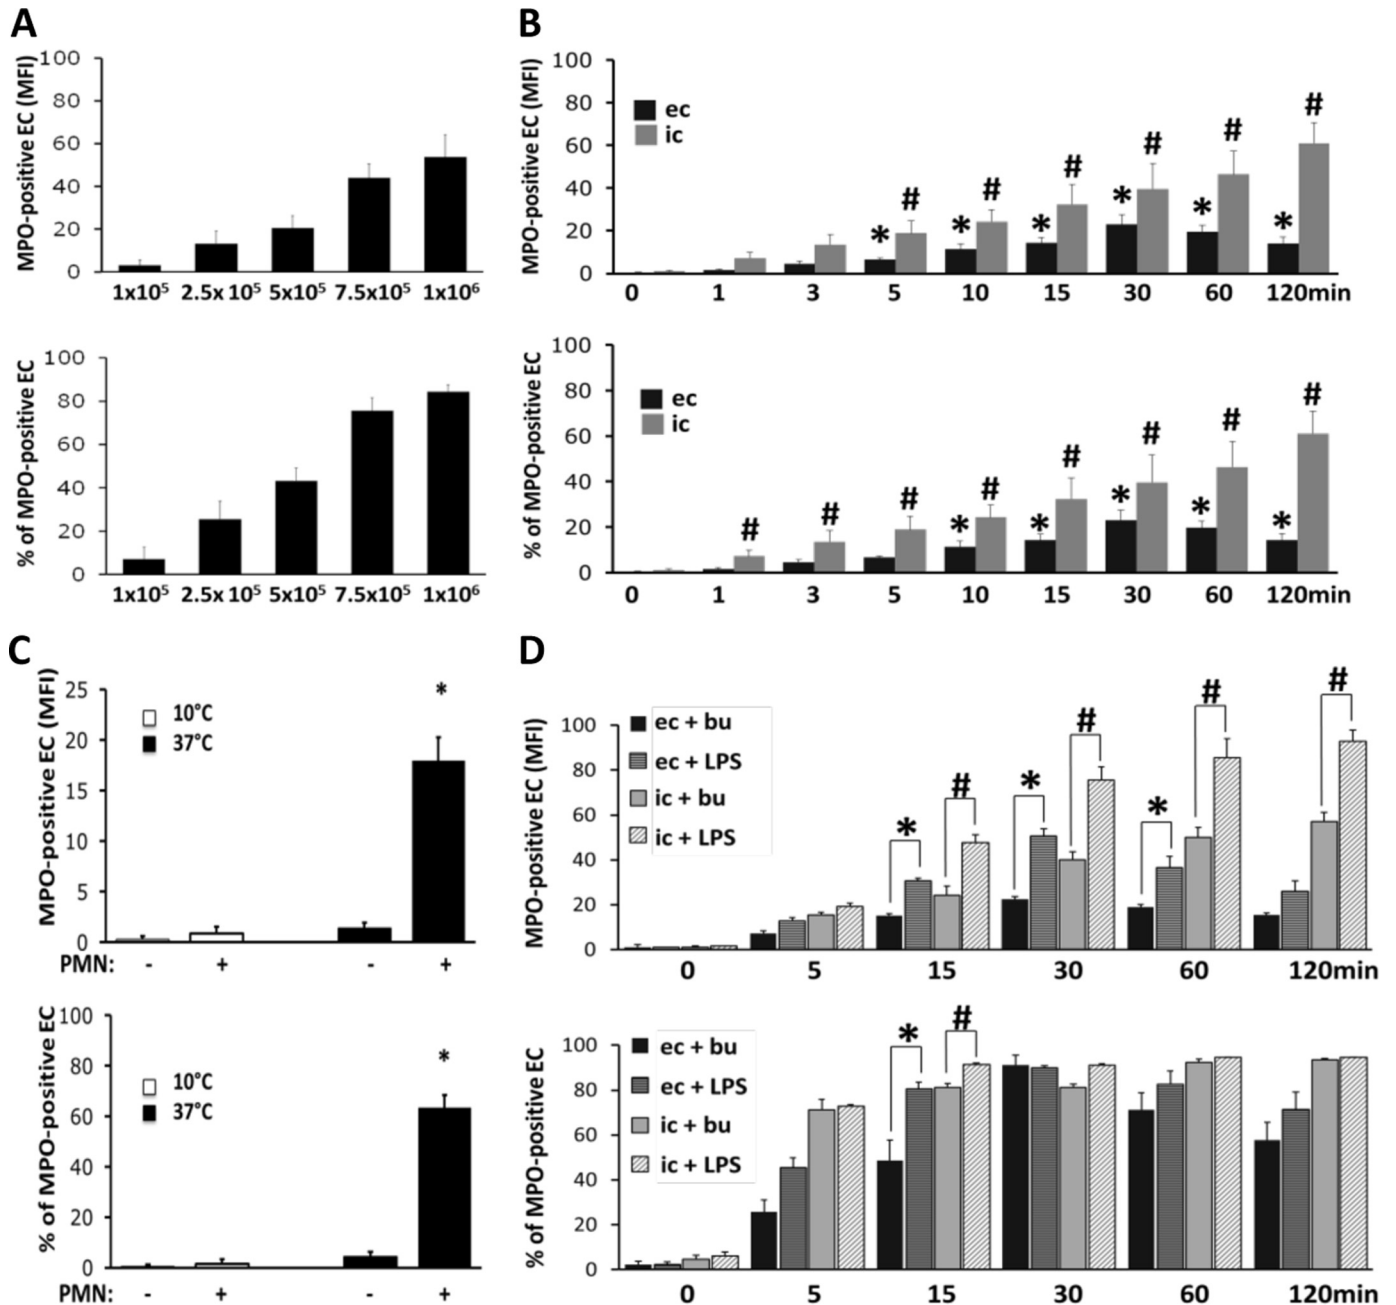 A
MPO-positive EC (MFI)
100
80
60
40
20
0
1x10⁵ 2.5x 10⁵ 5x10⁵ 7.5x10⁵ 1x10⁶
% of MPO-positive EC
100
80
60
40
20
0
1x10⁵ 2.5x 10⁵ 5x10⁵ 7.5x10⁵ 1x10⁶
B
MPO-positive EC (MFI)
100
80
60
40
20
0
ec
ic
* # * # * # * # * # * #
0 1 3 5 10 15 30 60 120min
% of MPO-positive EC
100
80
60
40
20
0
ec
ic
# # # * # * # * # * # * #
0 1 3 5 10 15 30 60 120min
C
MPO-positive EC (MFI)
25
20
15
10
5
0
10°C
37°C
*
PMN: - + - +
% of MPO-positive EC
100
80
60
40
20
0
10°C
37°C
*
PMN: - + - +
D
MPO-positive EC (MFI)
100
80
60
40
20
0
ec + bu
ec + LPS
ic + bu
ic + LPS
* # * # * # #
0 5 15 30 60 120min
% of MPO-positive EC
100
80
60
40
20
0
ec + bu
ec + LPS
ic + bu
ic + LPS
* #
0 5 15 30 60 120min